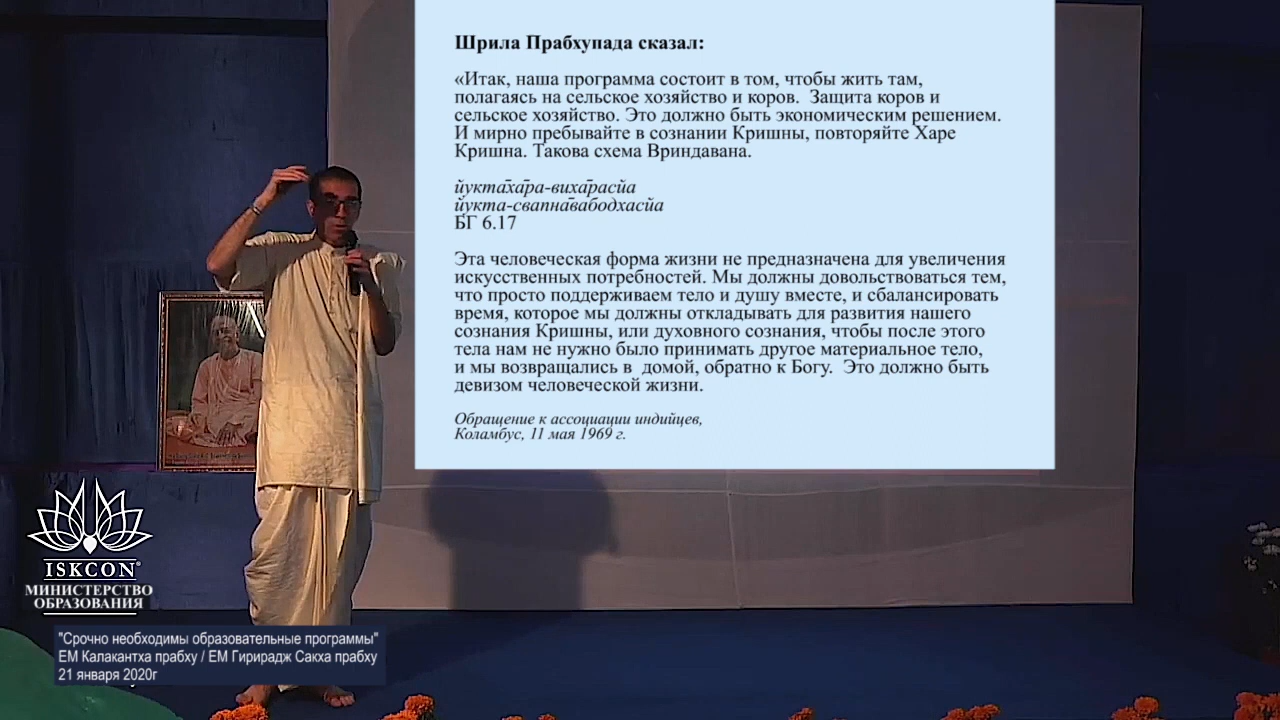 Шрила Прабхупада сказал:
«Итак, наша программа состоит в том, чтобы жить там,
полагаясь на сельское хозяйство и коров.  Защита коров и
сельское хозяйство. Это должно быть экономическим решением.
И мирно пребывайте в сознании Кришны, повторяйте Харе
Кришна. Такова схема Вриндавана.
йукта̄ха̄ра-виха̄расйа
йукта-свапна̄вабодхасйа
БГ 6.17
Эта человеческая форма жизни не предназначена для увеличения
искусственных потребностей. Мы должны довольствоваться тем,
что просто поддерживаем тело и душу вместе, и сбалансировать
время, которое мы должны откладывать для развития нашего
сознания Кришны, или духовного сознания, чтобы после этого
тела нам не нужно было принимать другое материальное тело,
и мы возвращались в  домой, обратно к Богу.  Это должно быть
девизом человеческой жизни.
Обращение к ассоциации индийцев,
Коламбус, 11 мая 1969 г.
ISKCON®
МИНИСТЕРСТВО
ОБРАЗОВАНИЯ
"Срочно необходимы образовательные программы"
ЕМ Калакантха прабху / ЕМ Гирирадж Сакха прабху
21 января 2020г